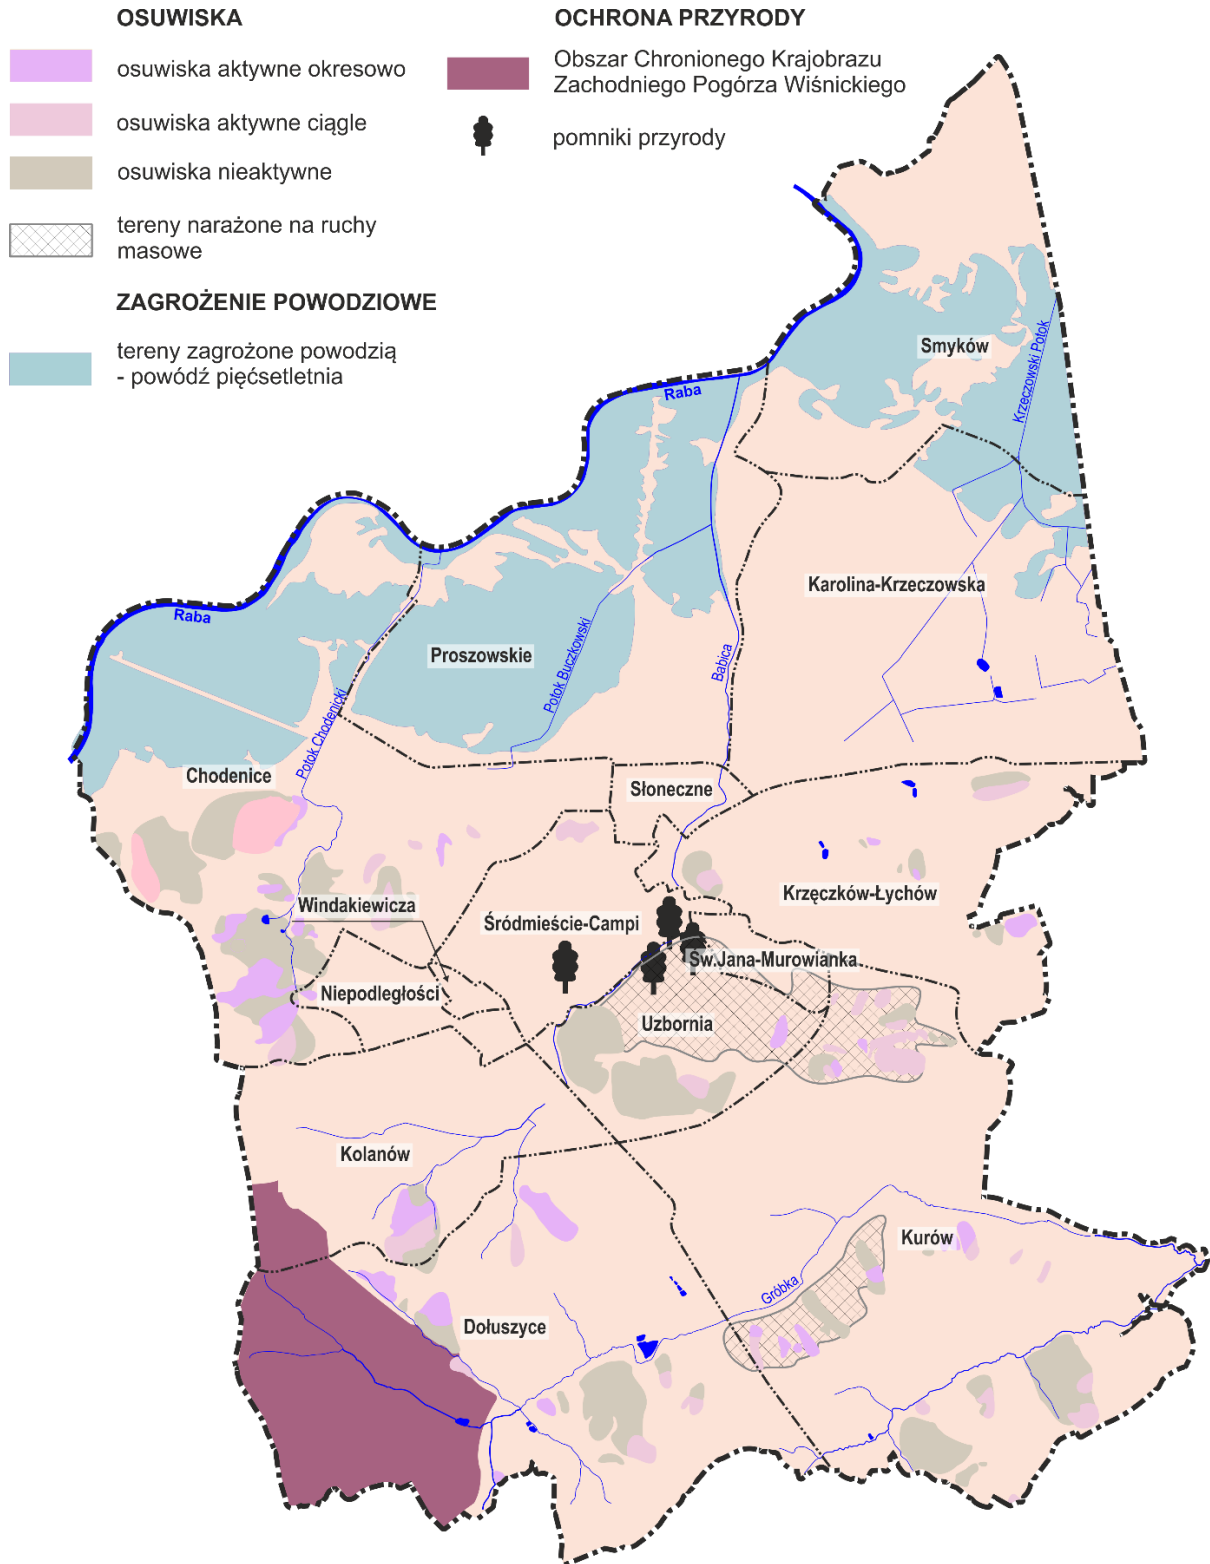 OSUWISKA
osuwiska aktywne okresowo
osuwiska aktywne ciągle
osuwiska nieaktywne
tereny narażone na ruchy
masowe
ZAGROŻENIE POWODZIOWE
tereny zagrożone powodzią
- powódź pięćsetletnia
OCHRONA PRZYRODY
Obszar Chronionego Krajobrazu
Zachodniego Pogórza Wiśnickiego
pomniki przyrody
Smyków
Krzeczowski Potok
Raba
Karolina-Krzeczowska
Raba
Proszowskie
Potok Buczkowski
Babica
Potok Chodenicki
Chodenice
Słoneczne
Krzęczków-Łychów
Windakiewicza
Śródmieście-Campi
Św.Jana-Murowianka
Niepodległości
Uzbornia
Kolanów
Kurów
Gróbka
Dołuszyce